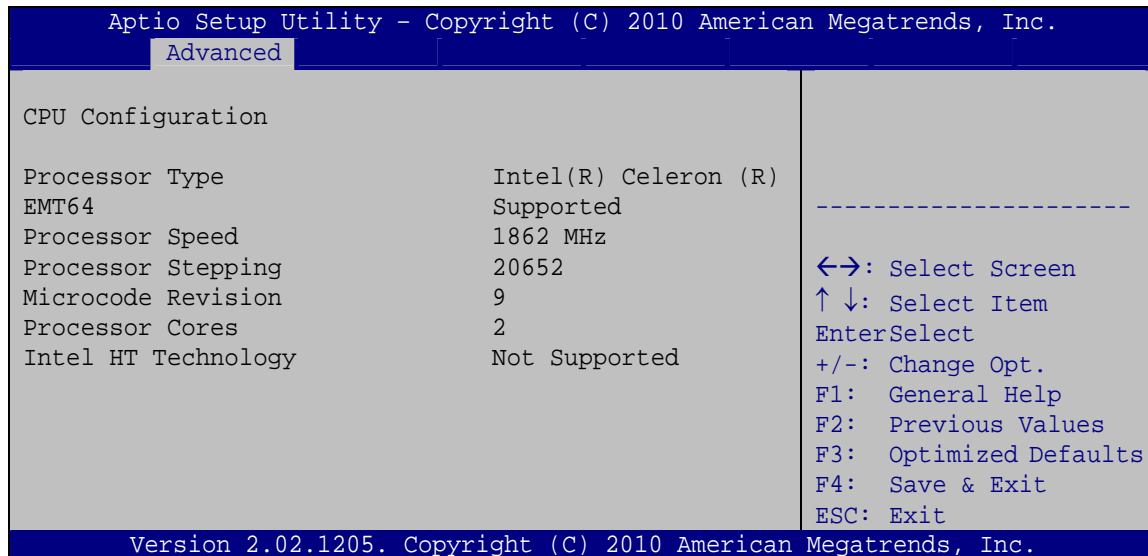 Aptio Setup Utility – Copyright (C) 2010 American Megatrends, Inc.
Advanced
CPU Configuration
Processor Type Intel(R) Celeron (R)
EMT64 Supported
Processor Speed 1862 MHz
Processor Stepping 20652
Microcode Revision 9
Processor Cores 2
Intel HT Technology Not Supported
----------------------
←→: Select Screen
↑ ↓: Select Item
EnterSelect
+/-: Change Opt.
F1: General Help
F2: Previous Values
F3: Optimized Defaults
F4: Save & Exit
ESC: Exit
Version 2.02.1205. Copyright (C) 2010 American Megatrends, Inc.